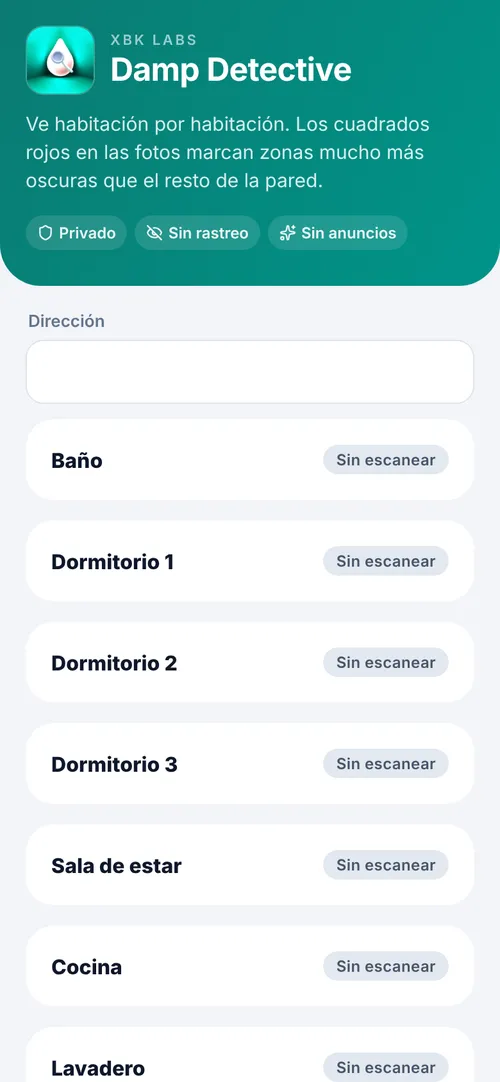 XBK LABS
Damp Detective
Ve habitación por habitación. Los cuadrados
rojos en las fotos marcan zonas mucho más
oscuras que el resto de la pared.
Privado
Sin rastreo
Sin anuncios
Dirección
Baño
Sin escanear
Dormitorio 1
Sin escanear
Dormitorio 2
Sin escanear
Dormitorio 3
Sin escanear
Sala de estar
Sin escanear
Cocina
Sin escanear
Lavadero
Sin escanear